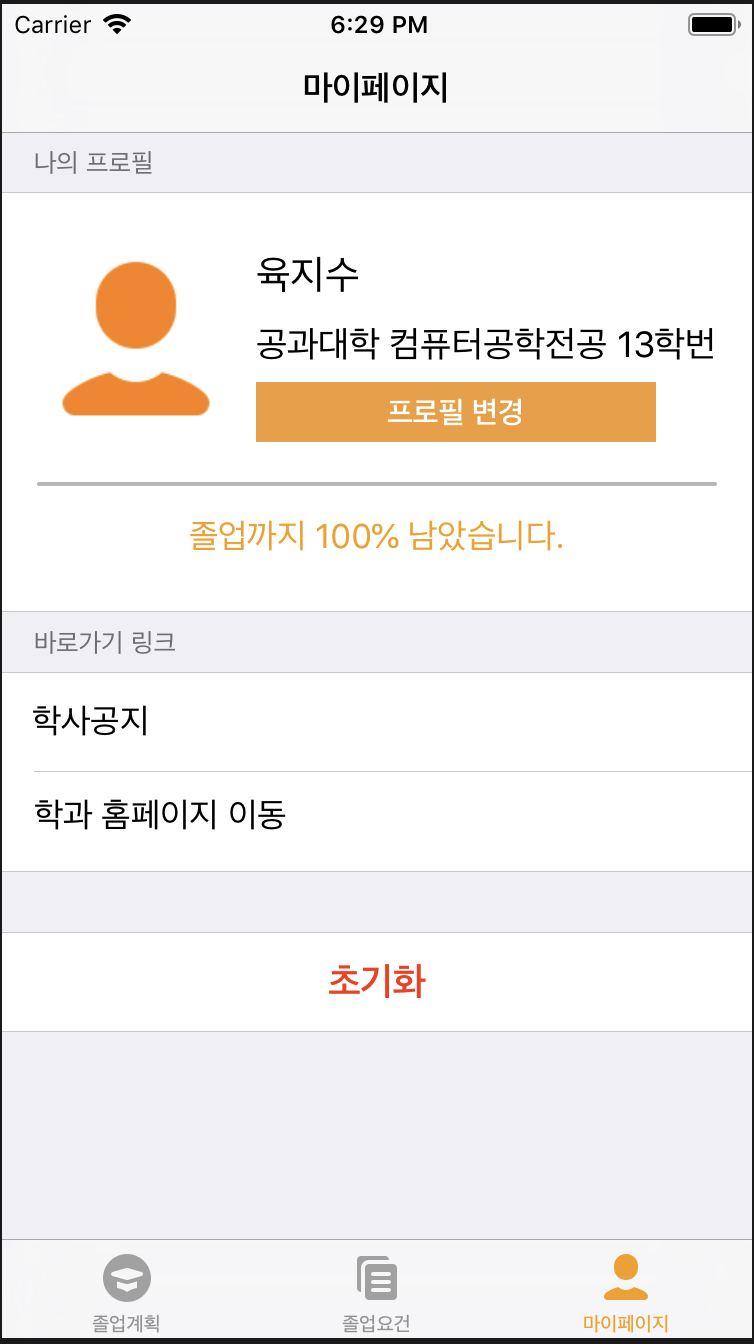 Carrier 6:29 PM
마이페이지
나의 프로필
육지수
공과대학 컴퓨터공학전공 13학번
프로필 변경
졸업까지 100% 남았습니다.
바로가기 링크
학사공지
학과 홈페이지 이동
초기화
졸업계획 졸업요건 마이페이지